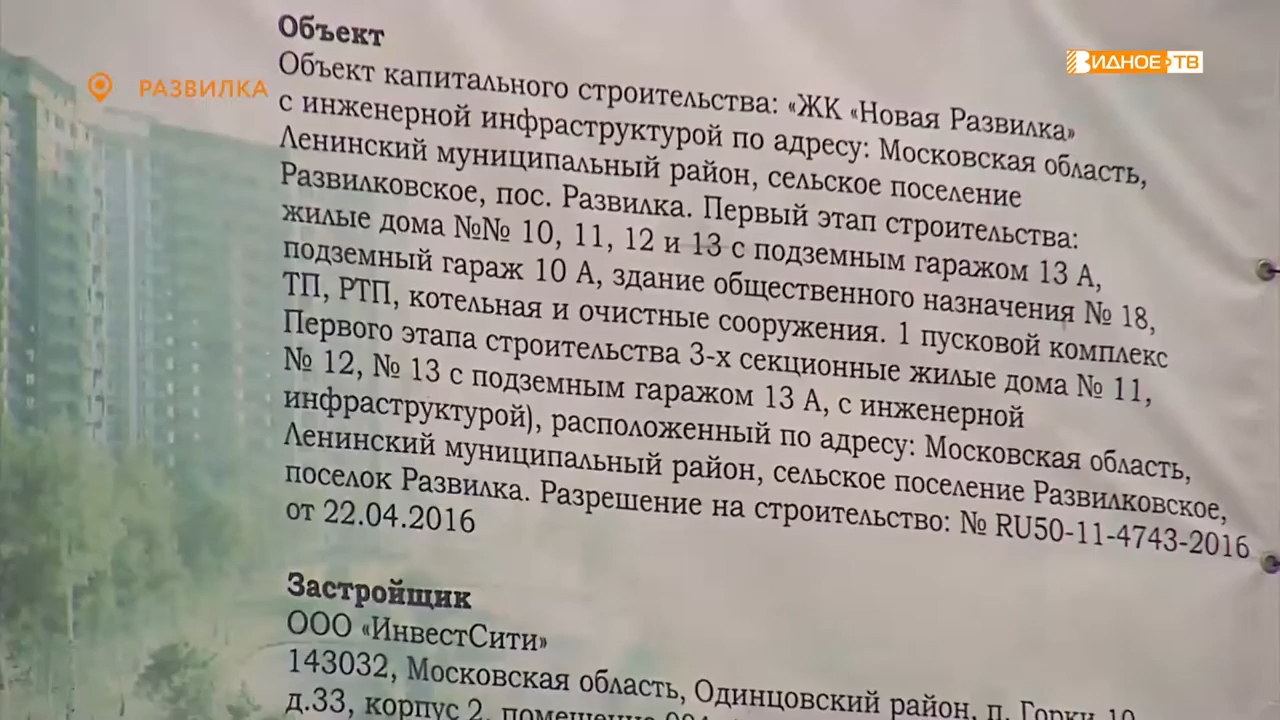 РАЗВИЛКА
ВИДНОЕ ТВ
Объект
Объект капитального строительства: «ЖК «Новая Развилка»
с инженерной инфраструктурой по адресу: Московская область,
Ленинский муниципальный район, сельское поселение
Развилковское, пос. Развилка. Первый этап строительства:
жилые дома №№ 10, 11, 12 и 13 с подземным гаражом 13 А,
подземный гараж 10 А, здание общественного назначения № 18,
ТП, РТП, котельная и очистные сооружения. 1 пусковой комплекс
Первого этапа строительства 3-х секционные жилые дома № 11,
№ 12, № 13 с подземным гаражом 13 А, с инженерной
инфраструктурой), расположенный по адресу: Московская область,
Ленинский муниципальный район, сельское поселение Развилковское,
поселок Развилка. Разрешение на строительство: № RU50-11-4743-2016
от 22.04.2016
Застройщик
ООО «ИнвестСити»
143032, Московская область, Одинцовский район, п. Горки 10,
д.33, корпус 2, помещение